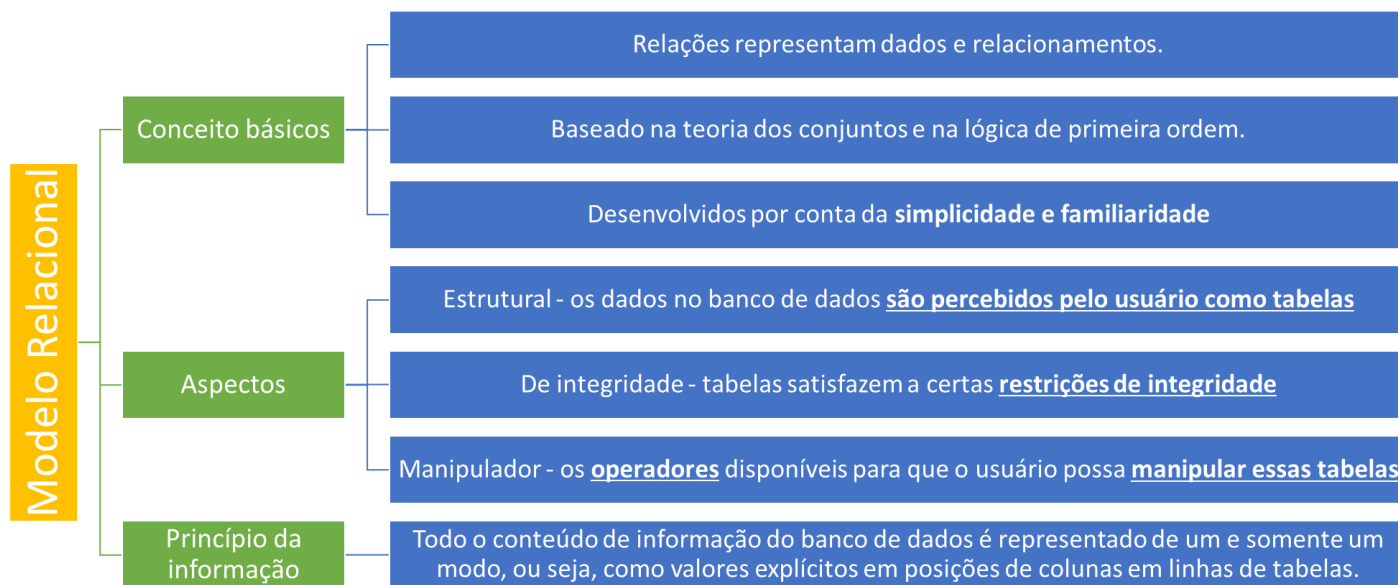 Modelo Relacional
Conceito básicos
Relações representam dados e relacionamentos.
Baseado na teoria dos conjuntos e na lógica de primeira ordem.
Desenvolvidos por conta da simplicidade e familiaridade
Aspectos
Estrutural - os dados no banco de dados são percebidos pelo usuário como tabelas
De integridade - tabelas satisfazem a certas restrições de integridade
Manipulador - os operadores disponíveis para que o usuário possa manipular essas tabelas
Princípio da
informação
Todo o conteúdo de informação do banco de dados é representado de um e somente um
modo, ou seja, como valores explícitos em posições de colunas em linhas de tabelas.